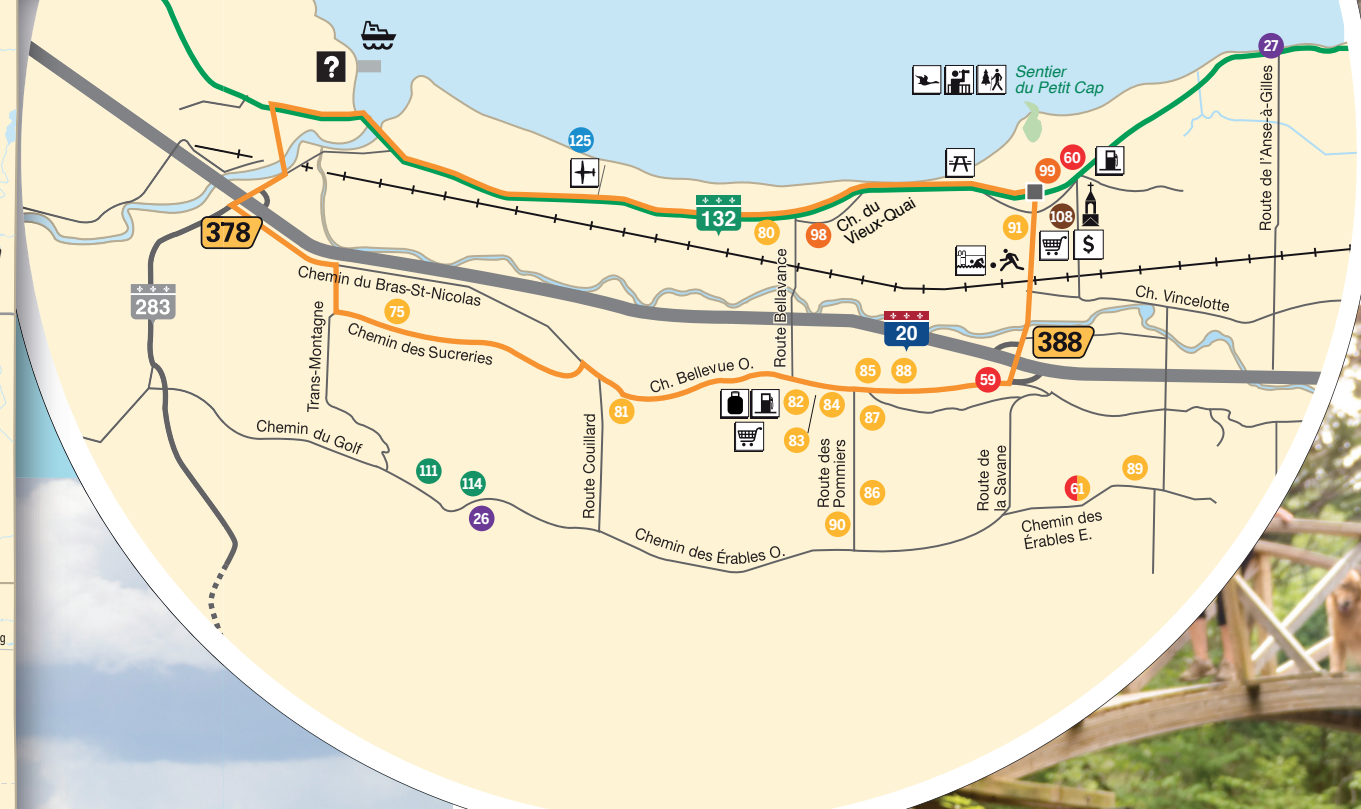 27
?
Sentier
du Petit Cap
125
60
99
Route de l'Anse-à-Gilles
132
108
80
98
Ch. du
Vieux-Quai
91
$
378
Chemin du Bras-St-Nicolas
Route Bellavance
Ch. Vincelotte
283
75
Chemin des Sucreries
20
388
Trans-Montagne
Ch. Bellevue O.
85
88
59
81
82
84
87
83
Chemin du Golf
Route Couillard
Route des
Pommiers
Route de
la Savane
111
114
26
86
61
89
90
Chemin des Érables O.
Chemin des
Érables E.
g